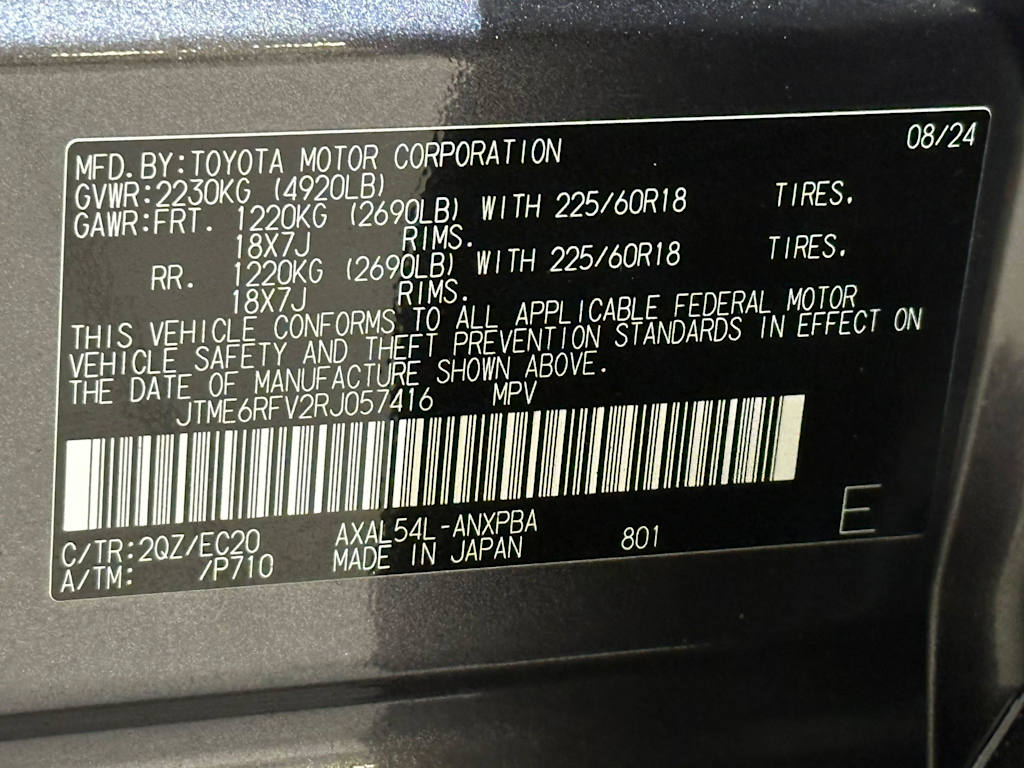 08/24
MFD.BY:TOYOTA MOTOR CORPORATION
GVWR:2230KG (4920LB)
GAWR:FRT. 1220KG (2690LB) WITH 225/60R18 TIRES.
18X7J RIMS.
RR. 1220KG (2690LB) WITH 225/60R18 TIRES.
18X7J RIMS.
THIS VEHICLE CONFORMS TO ALL APPLICABLE FEDERAL MOTOR
VEHICLE SAFETY AND THEFT PREVENTION STANDARDS IN EFFECT ON
THE DATE OF MANUFACTURE SHOWN ABOVE.
JTME6RFV2RJ057416 MPV
C/TR:2QZ/EC20 AXAL54L-ANXPBA 801 E
A/TM: /P710 MADE IN JAPAN